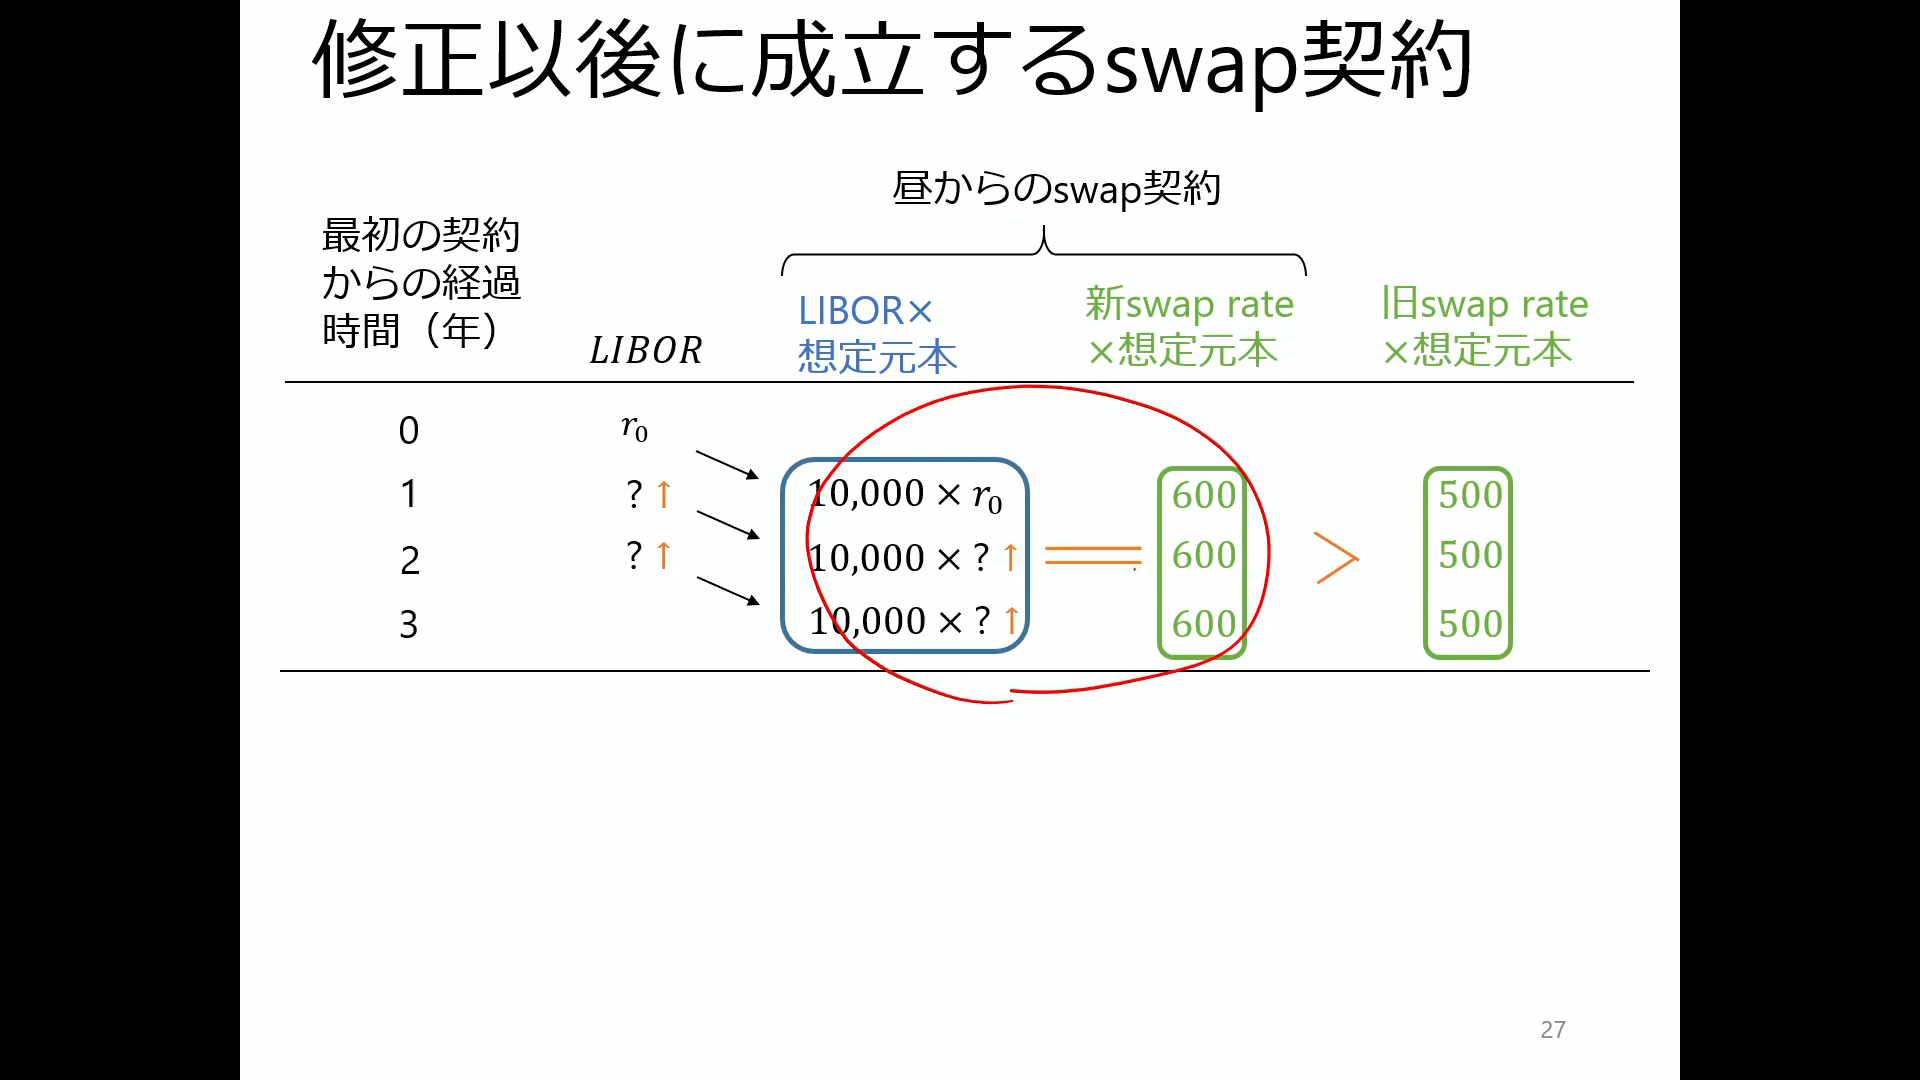 修正以後に成立するswap契約
昼からのswap契約
最初の契約
からの経過
時間（年）
LIBOR
LIBOR×
想定元本
新swap rate
×想定元本
旧swap rate
×想定元本
0 r₀
1 ? ↑ 10,000 × r₀ 600 500
2 ? ↑ 10,000 × ? ↑ = 600 > 500
3 10,000 × ? ↑ 600 500
27